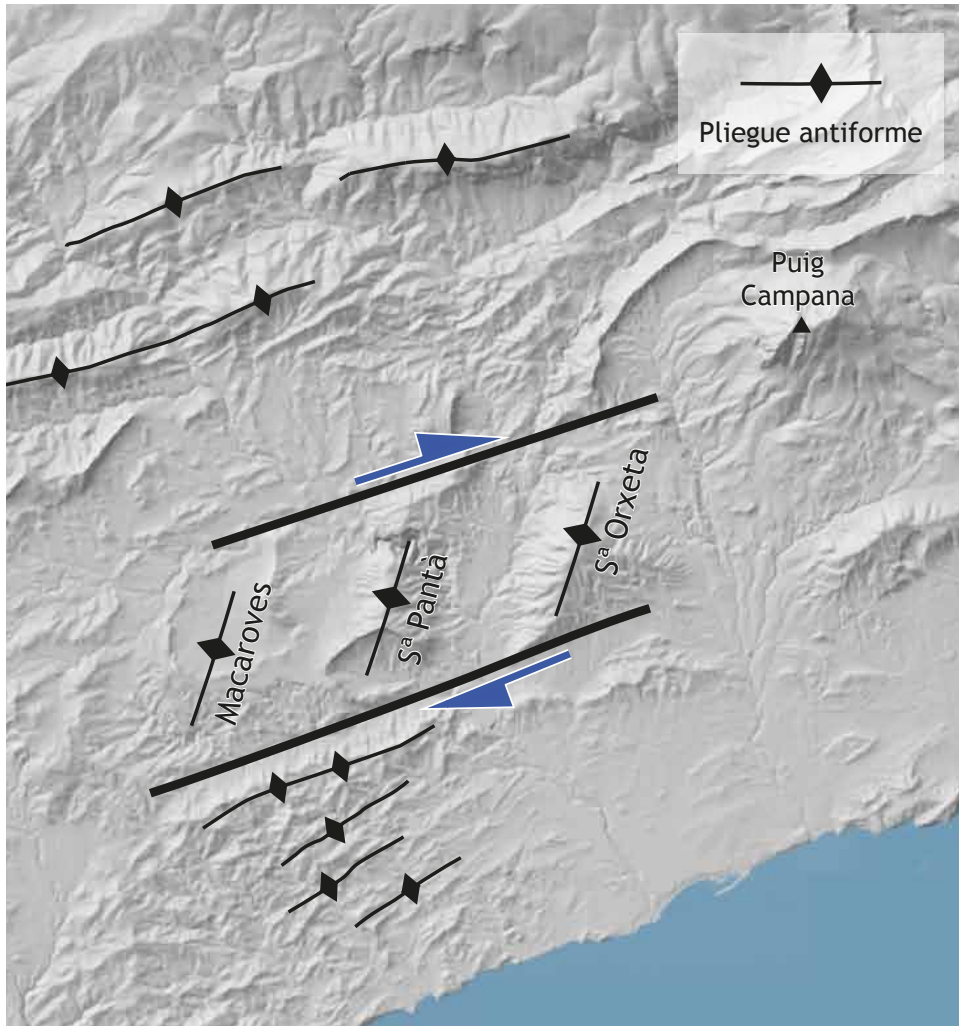 Pliegue antiforme
Puig
Campana
Sª Orxeta
Sª Pantà
Macaroves